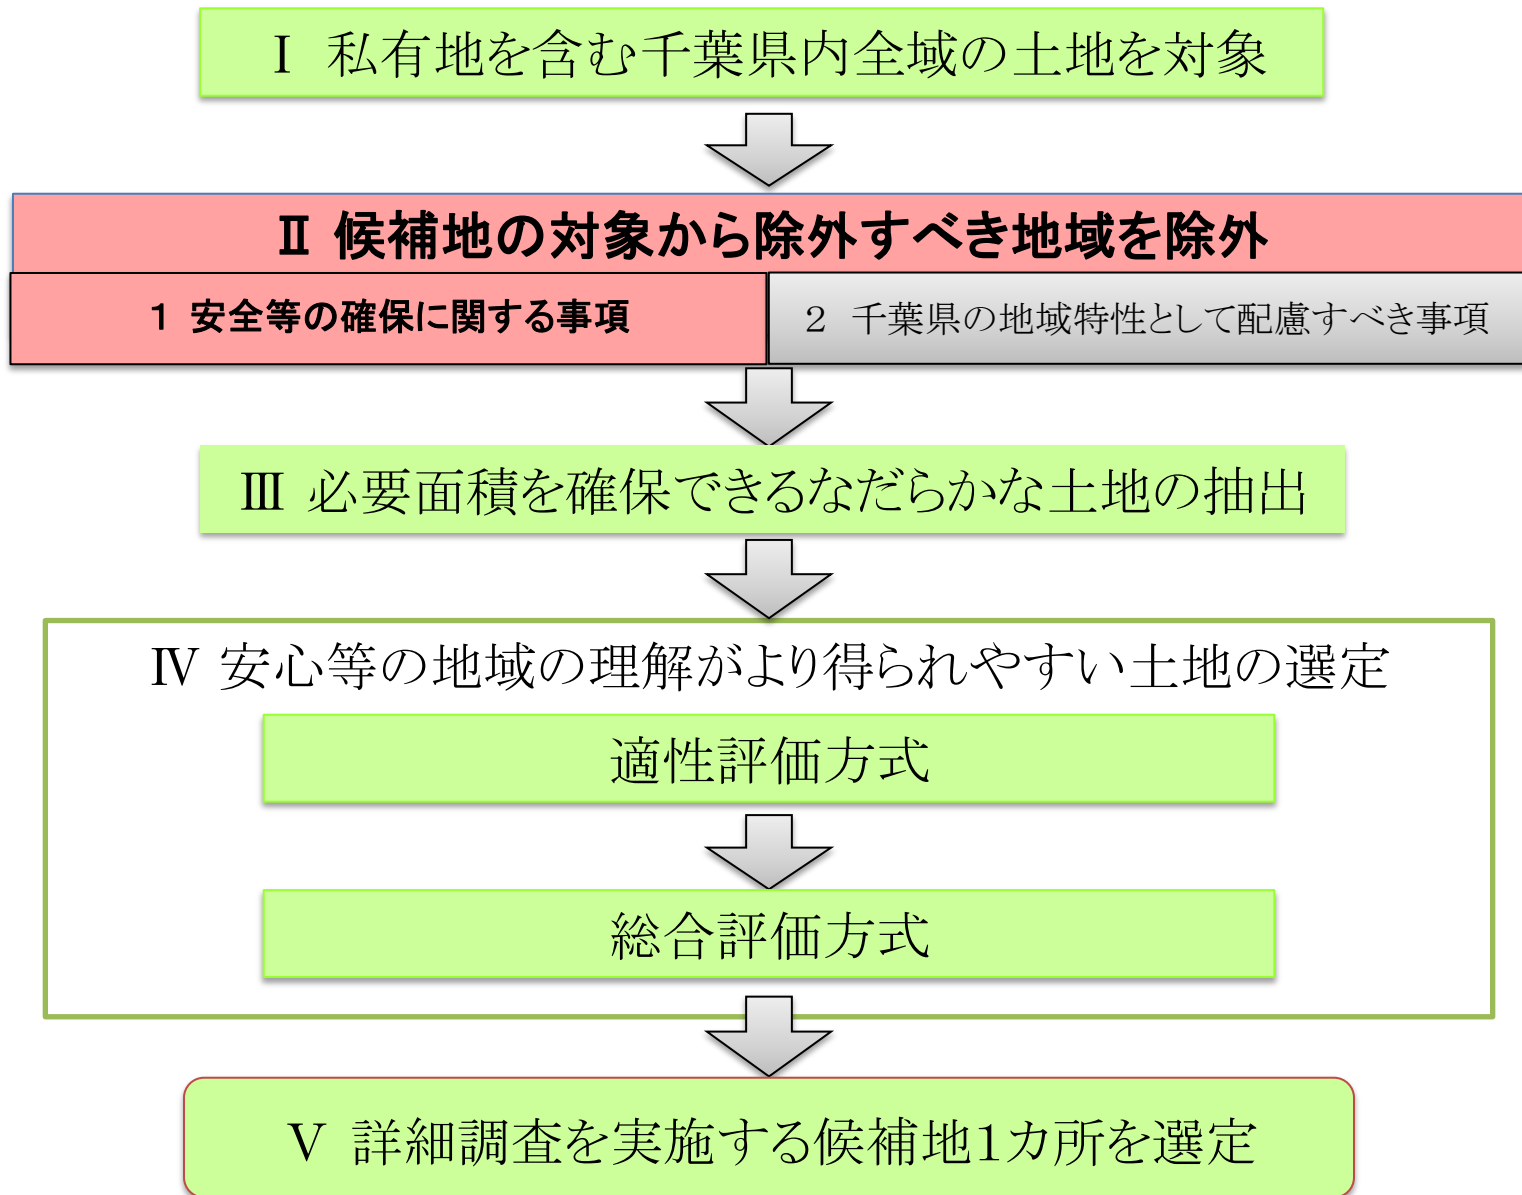 Ⅰ 私有地を含む千葉県内全域の土地を対象
Ⅱ 候補地の対象から除外すべき地域を除外
1 安全等の確保に関する事項
２ 千葉県の地域特性として配慮すべき事項
Ⅲ 必要面積を確保できるなだらかな土地の抽出
Ⅳ 安心等の地域の理解がより得られやすい土地の選定
適性評価方式
総合評価方式
Ⅴ 詳細調査を実施する候補地１カ所を選定